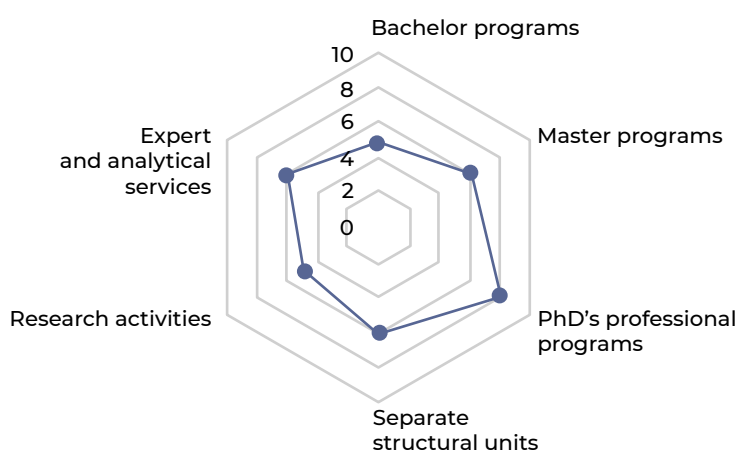 Bachelor programs
10
8
6
4
2
0
Expert
and analytical
services
Master programs
Research activities
PhD’s professional
programs
Separate
structural units